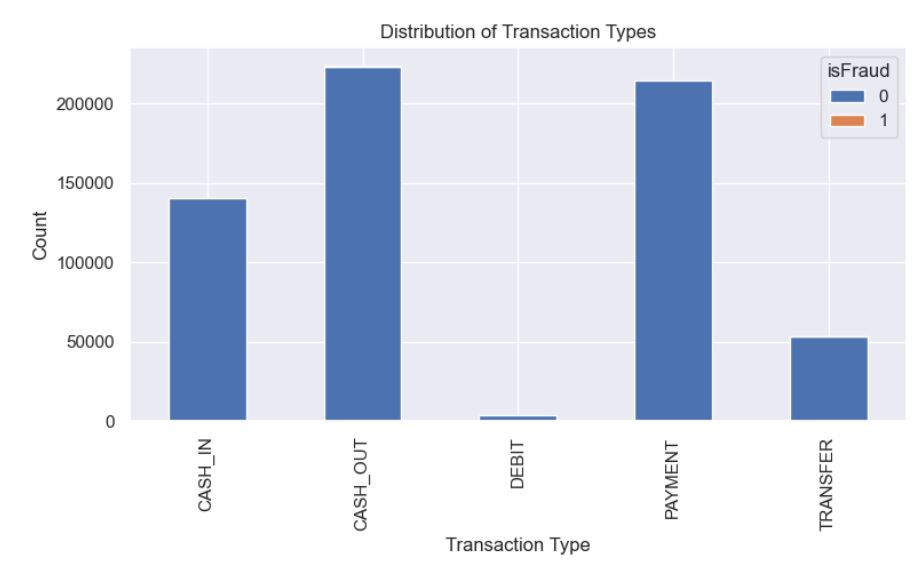 Distribution of Transaction Types
isFraud
0
1
200000
150000
100000
50000
0
Count
CASH_IN
CASH_OUT
DEBIT
PAYMENT
TRANSFER
Transaction Type